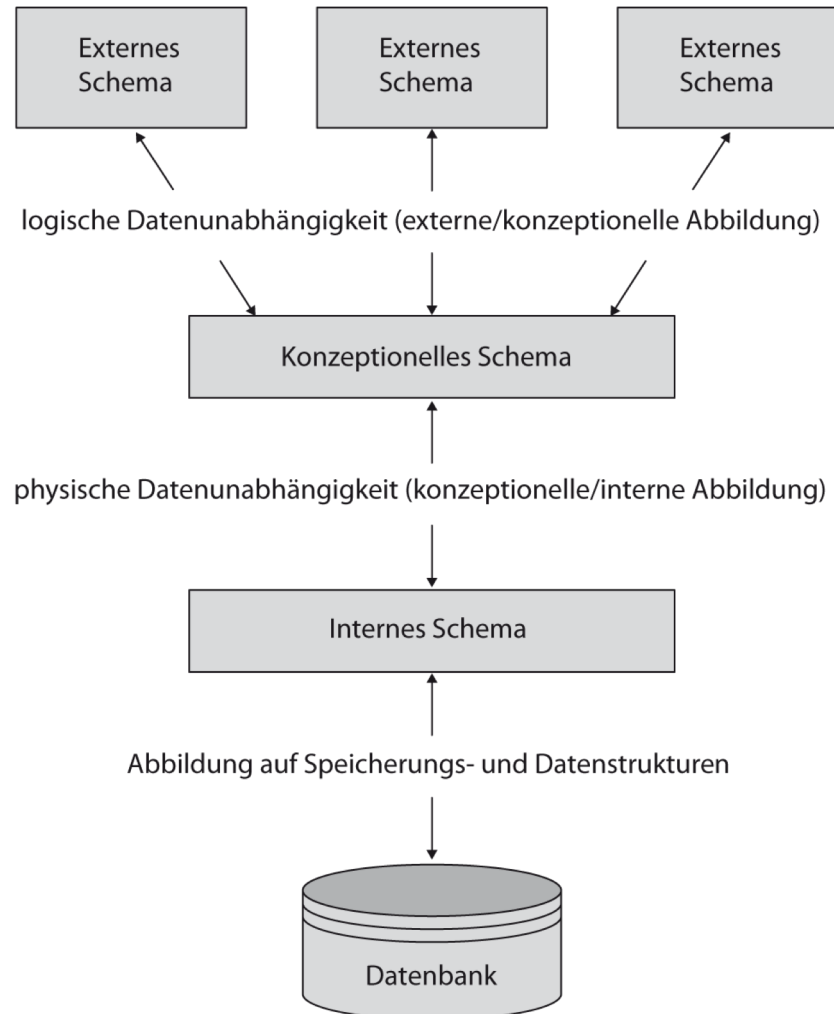 Externes
Schema
Externes
Schema
Externes
Schema
logische Datenunabhängigkeit (externe/konzeptionelle Abbildung)
Konzeptionelles Schema
physische Datenunabhängigkeit (konzeptionelle/interne Abbildung)
Internes Schema
Abbildung auf Speicherungs- und Datenstrukturen
Datenbank